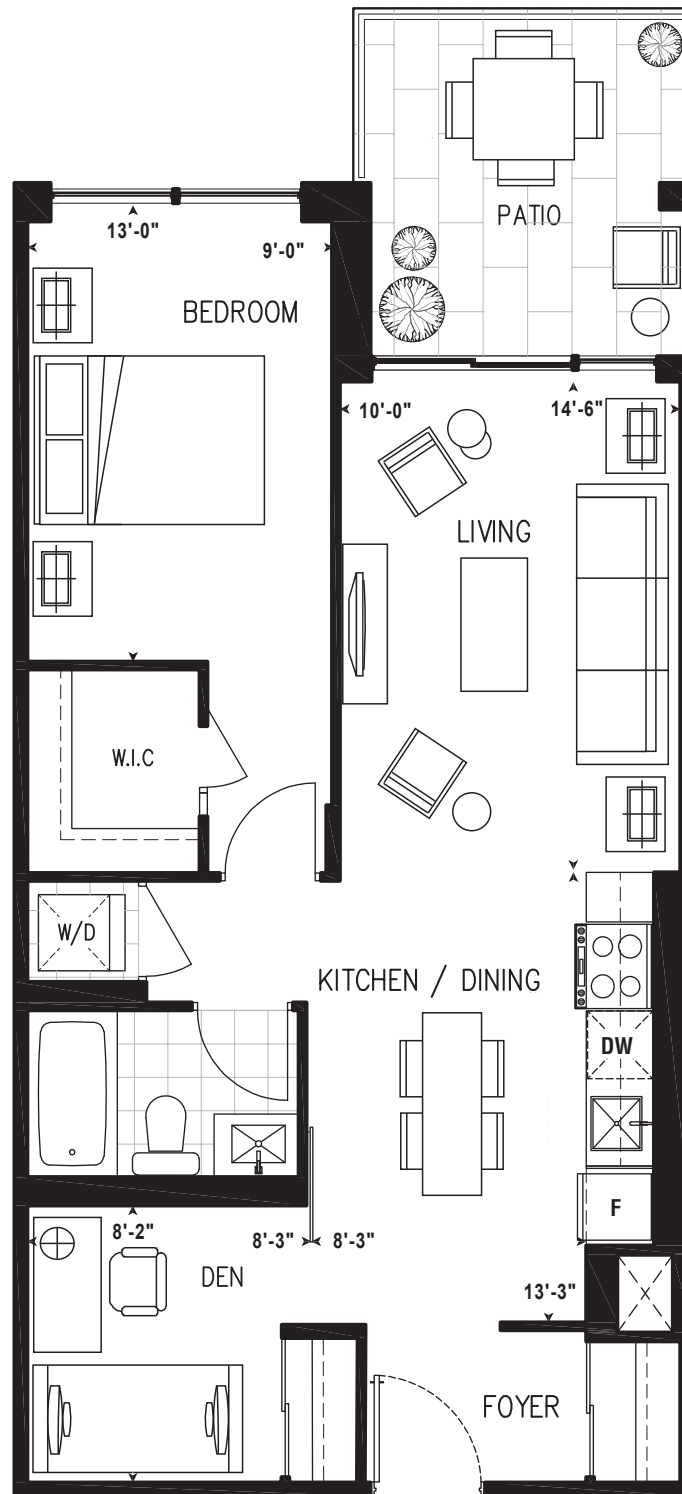 PATIO
13'-0"
9'-0"
BEDROOM
10'-0"
14'-6"
LIVING
W.I.C
W/D
KITCHEN / DINING
DW
F
8'-2"
8'-3"
8'-3"
DEN
13'-3"
FOYER